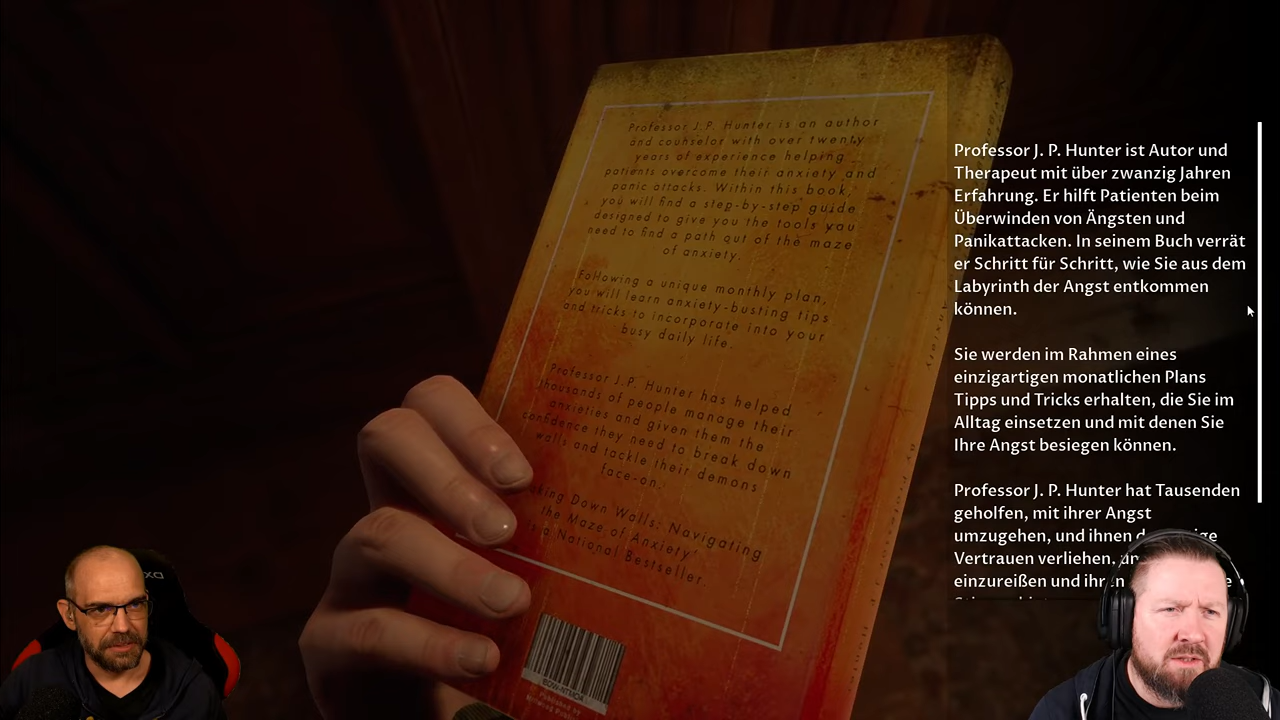 Professor J.P. Hunter is an author
and counselor with over twenty
years of experience helping
patients overcome their anxiety and
panic attacks. Within this book,
you will find a step-by-step guide
designed to give you the tools you
need to find a path out of the maze
of anxiety.
Following a unique monthly plan,
you will learn anxiety-busting tips
and tricks to incorporate into your
busy daily life.
Professor J.P. Hunter has helped
thousands of people manage their
anxieties and given them the
confidence they need to break down
walls and tackle their demons
face-on.
Down Walls: Navigating
the Maze of Anxiety'
is a National Bestseller.
Published by
Professor J. P. Hunter ist Autor und
Therapeut mit über zwanzig Jahren
Erfahrung. Er hilft Patienten beim
Überwinden von Ängsten und
Panikattacken. In seinem Buch verrät
er Schritt für Schritt, wie Sie aus dem
Labyrinth der Angst entkommen
können.
Sie werden im Rahmen eines
einzigartigen monatlichen Plans
Tipps und Tricks erhalten, die Sie im
Alltag einsetzen und mit denen Sie
Ihre Angst besiegen können.
Professor J. P. Hunter hat Tausenden
geholfen, mit ihrer Angst
umzugehen, und ihnen
Vertrauen verliehen,
einzureißen und